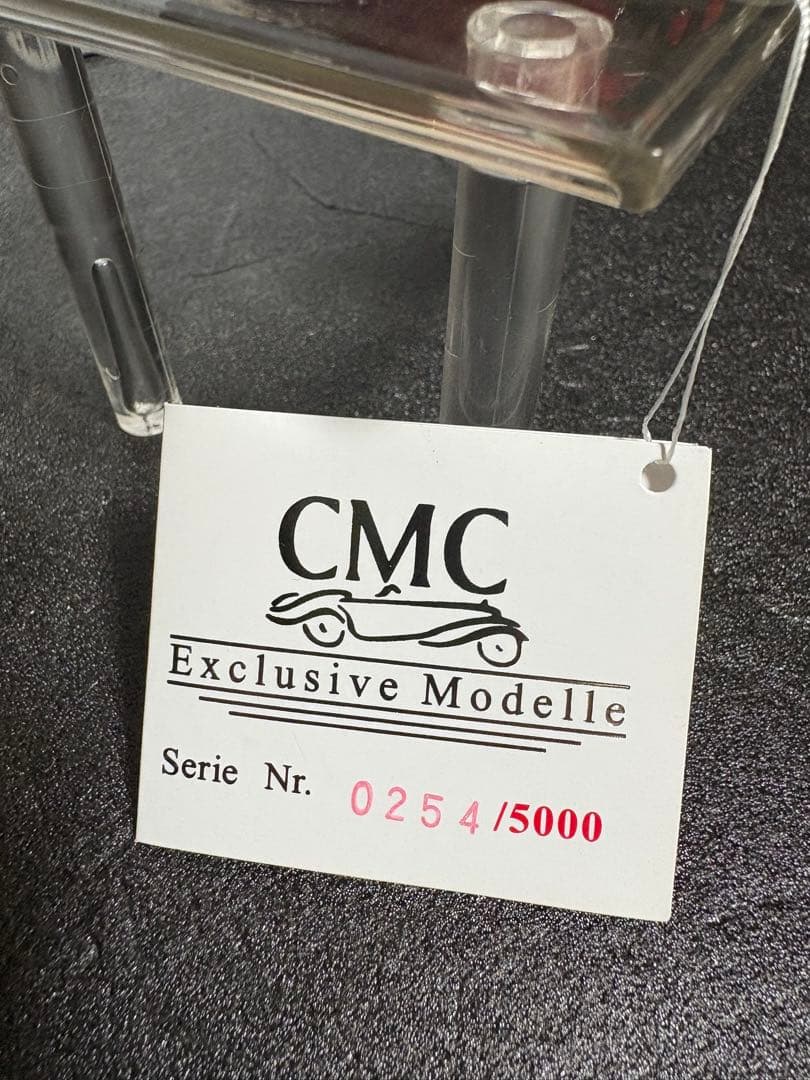 CMC
Exclusive Modelle
Serie Nr. 0254/5000